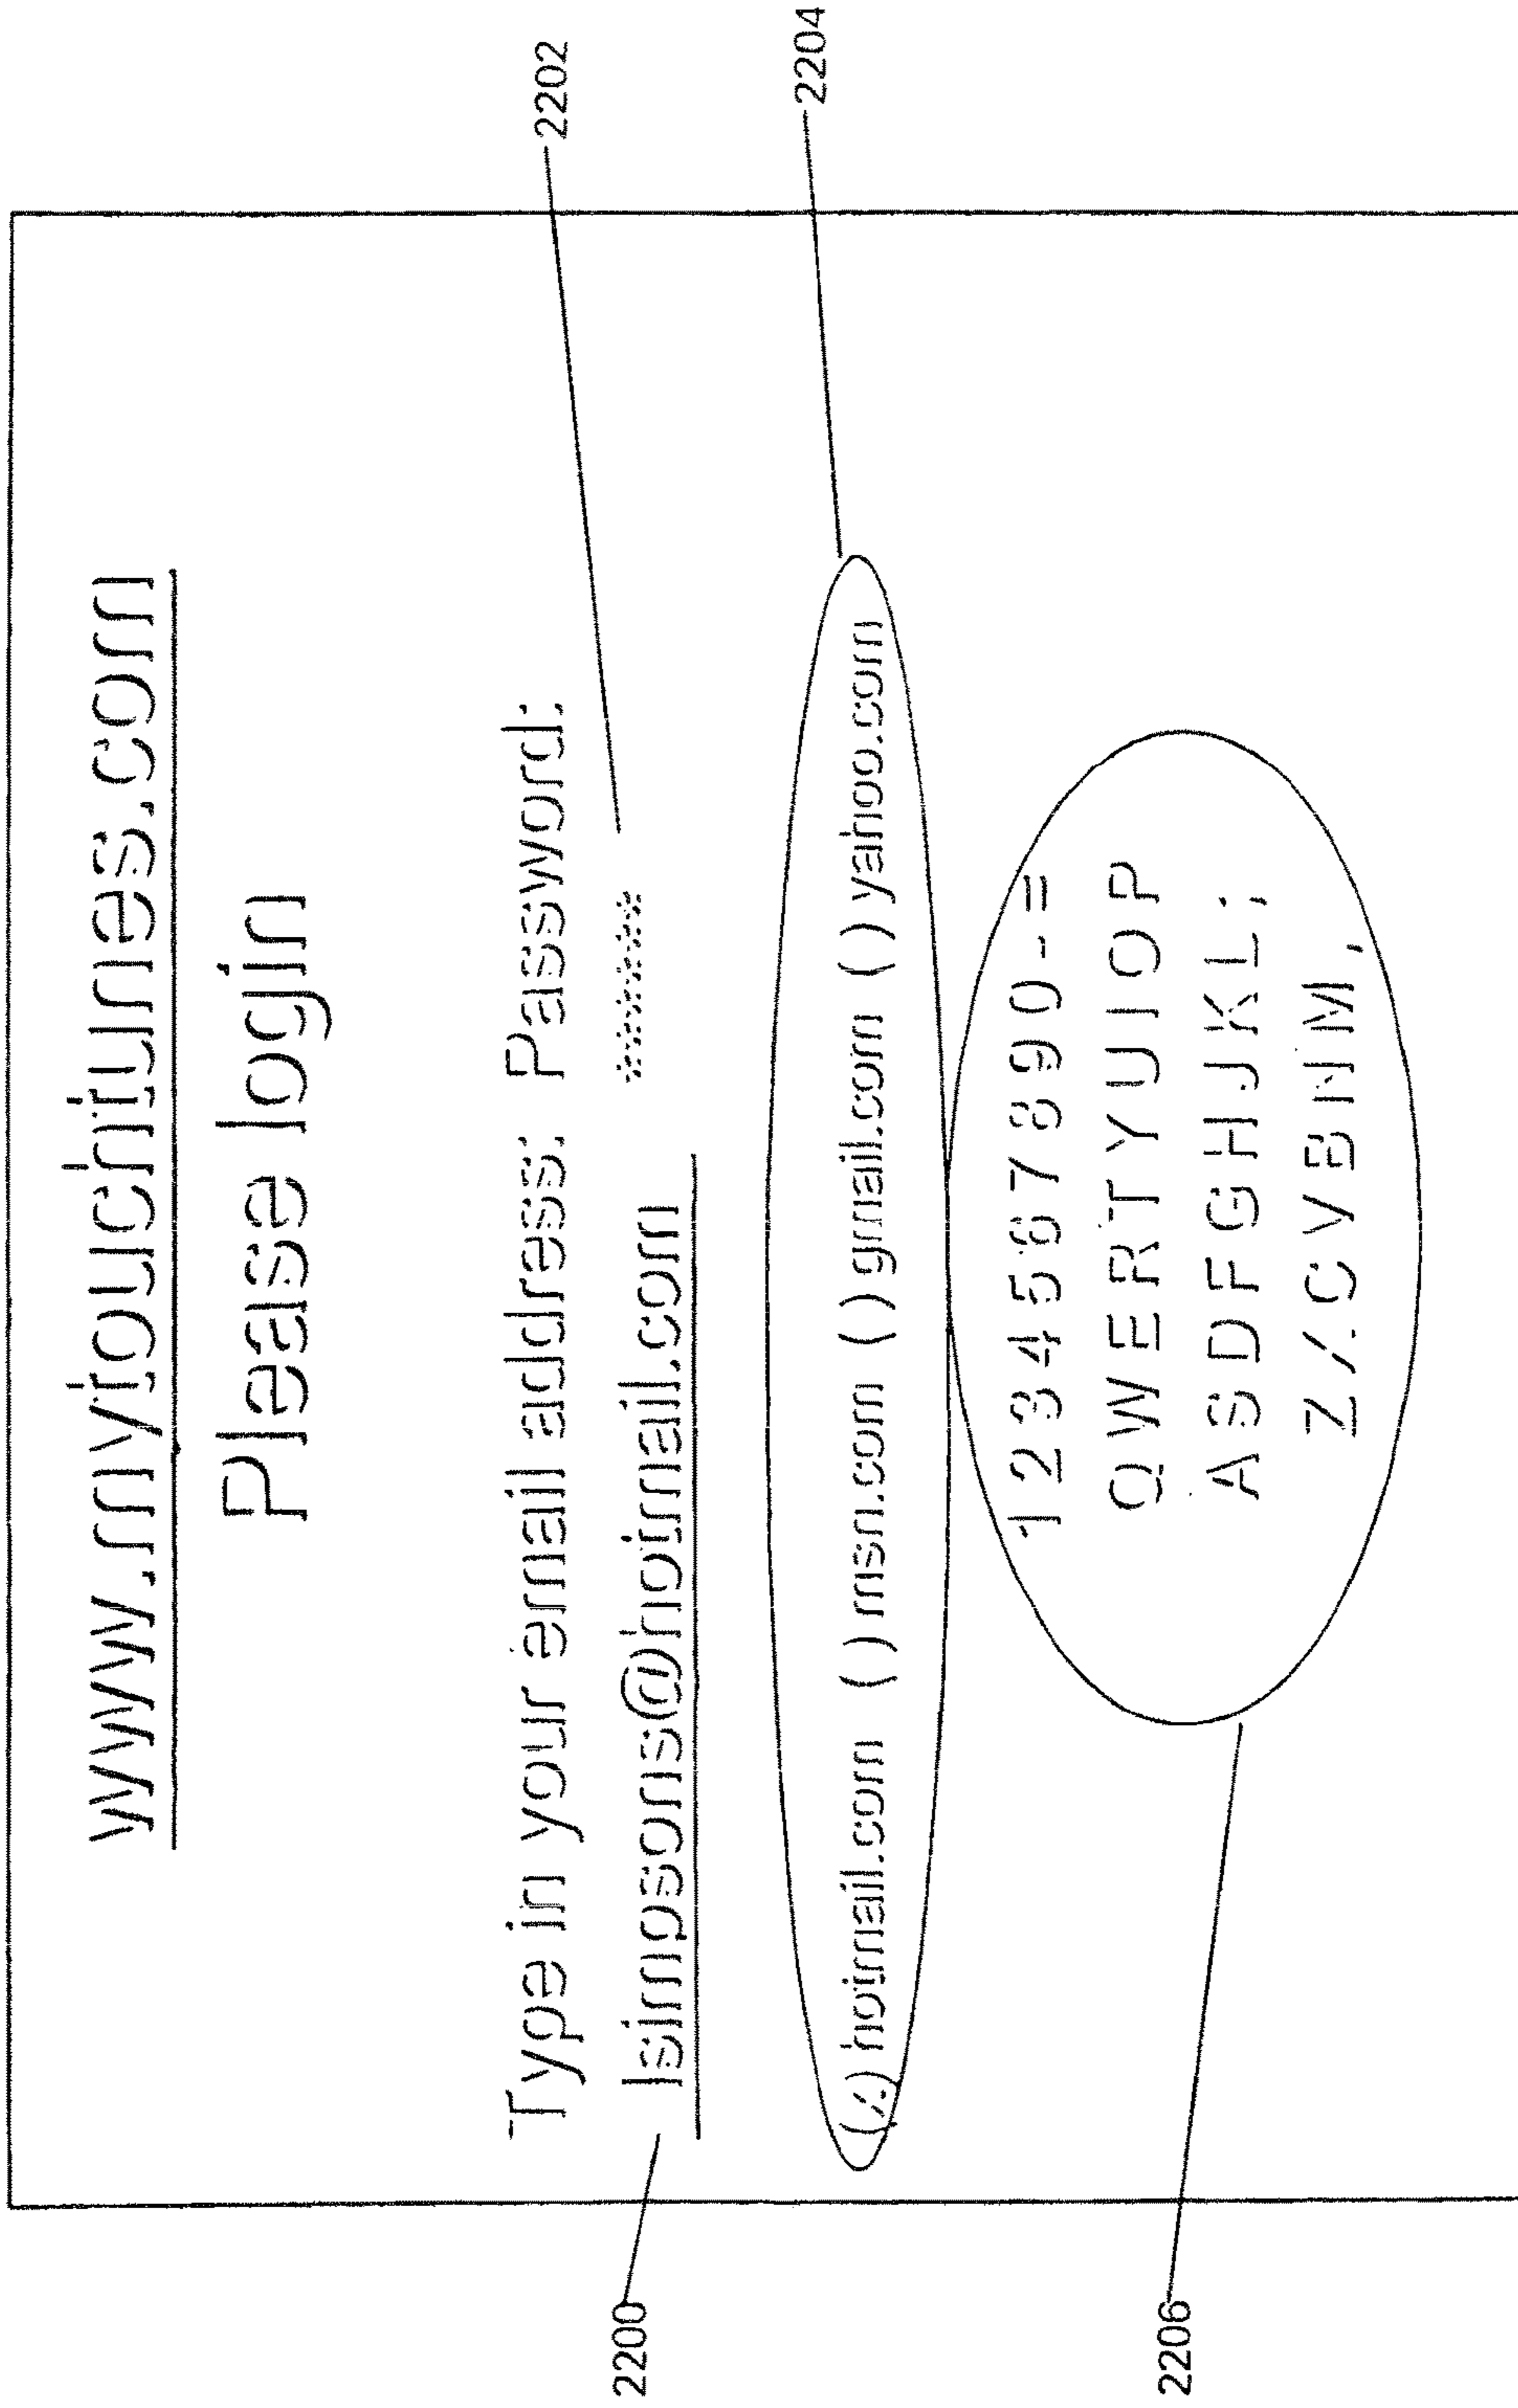 www.mytouchtunes.com
Please login
2202
Type in your email address: Password:
2200
lsimpsons@hotmail.com ******
2204
(X) hotmail.com ( ) msn.com ( ) gmail.com ( ) yahoo.com
1 2 3 4 5 6 7 8 9 0 - =
Q W E R T Y U I O P
2206
A S D F G H J K L ;
Z X C V B N M ,